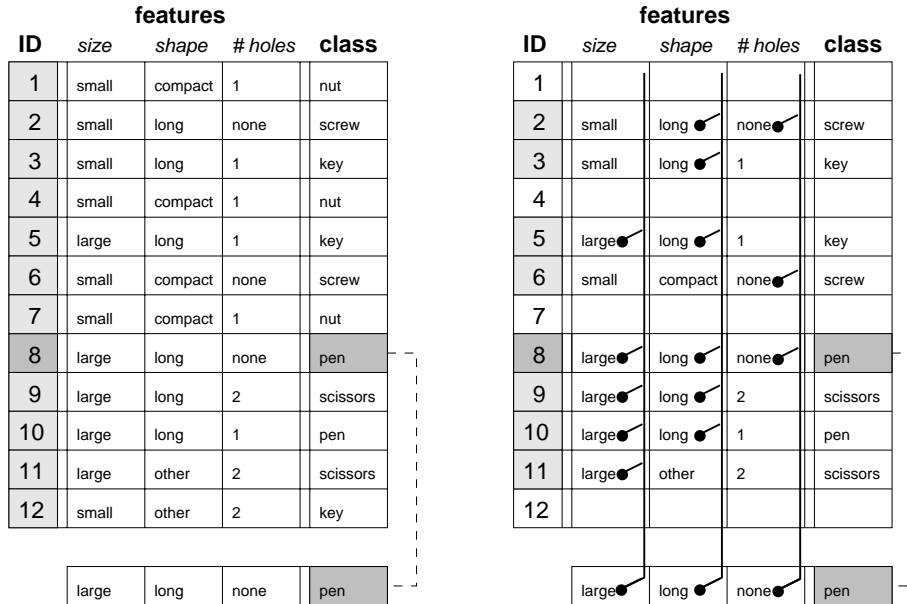 features
ID size shape # holes class
1 small compact 1 nut
2 small long none screw
3 small long 1 key
4 small compact 1 nut
5 large long 1 key
6 small compact none screw
7 small compact 1 nut
8 large long none pen
9 large long 2 scissors
10 large long 1 pen
11 large other 2 scissors
12 small other 2 key
large long none pen
features
ID size shape # holes class
1
2 small long none screw
3 small long 1 key
4
5 large long 1 key
6 small compact none screw
7
8 large long none pen
9 large long 2 scissors
10 large long 1 pen
11 large other 2 scissors
12
large long none pen